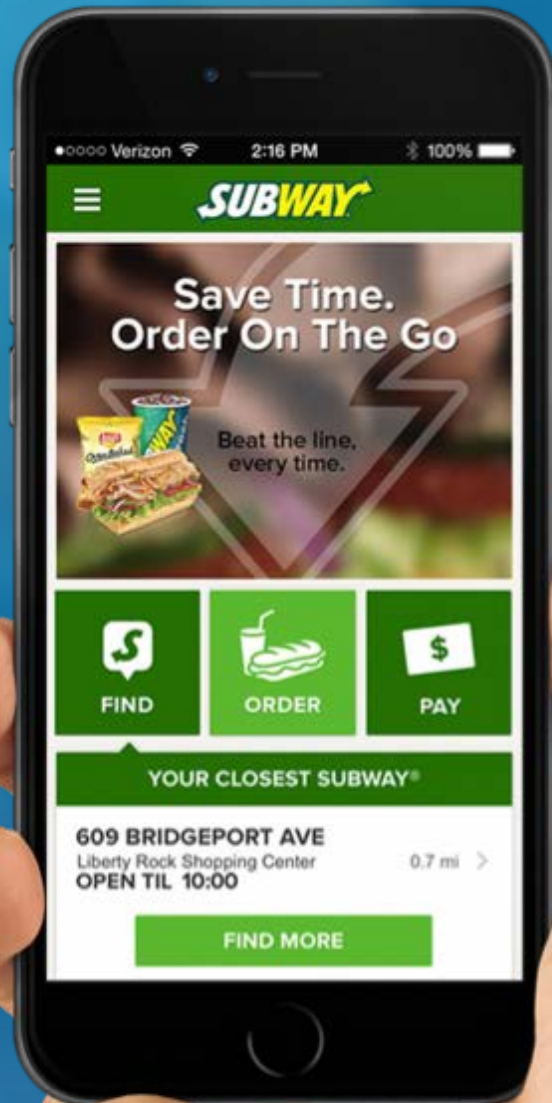 Verizon 2:16 PM 100%
SUBWAY
Save Time.
Order On The Go
Lay's
SUBWAY
Beat the line,
every time.
FIND ORDER PAY
$
YOUR CLOSEST SUBWAY®
609 BRIDGEPORT AVE
Liberty Rock Shopping Center 0.7 mi >
OPEN TIL 10:00
FIND MORE